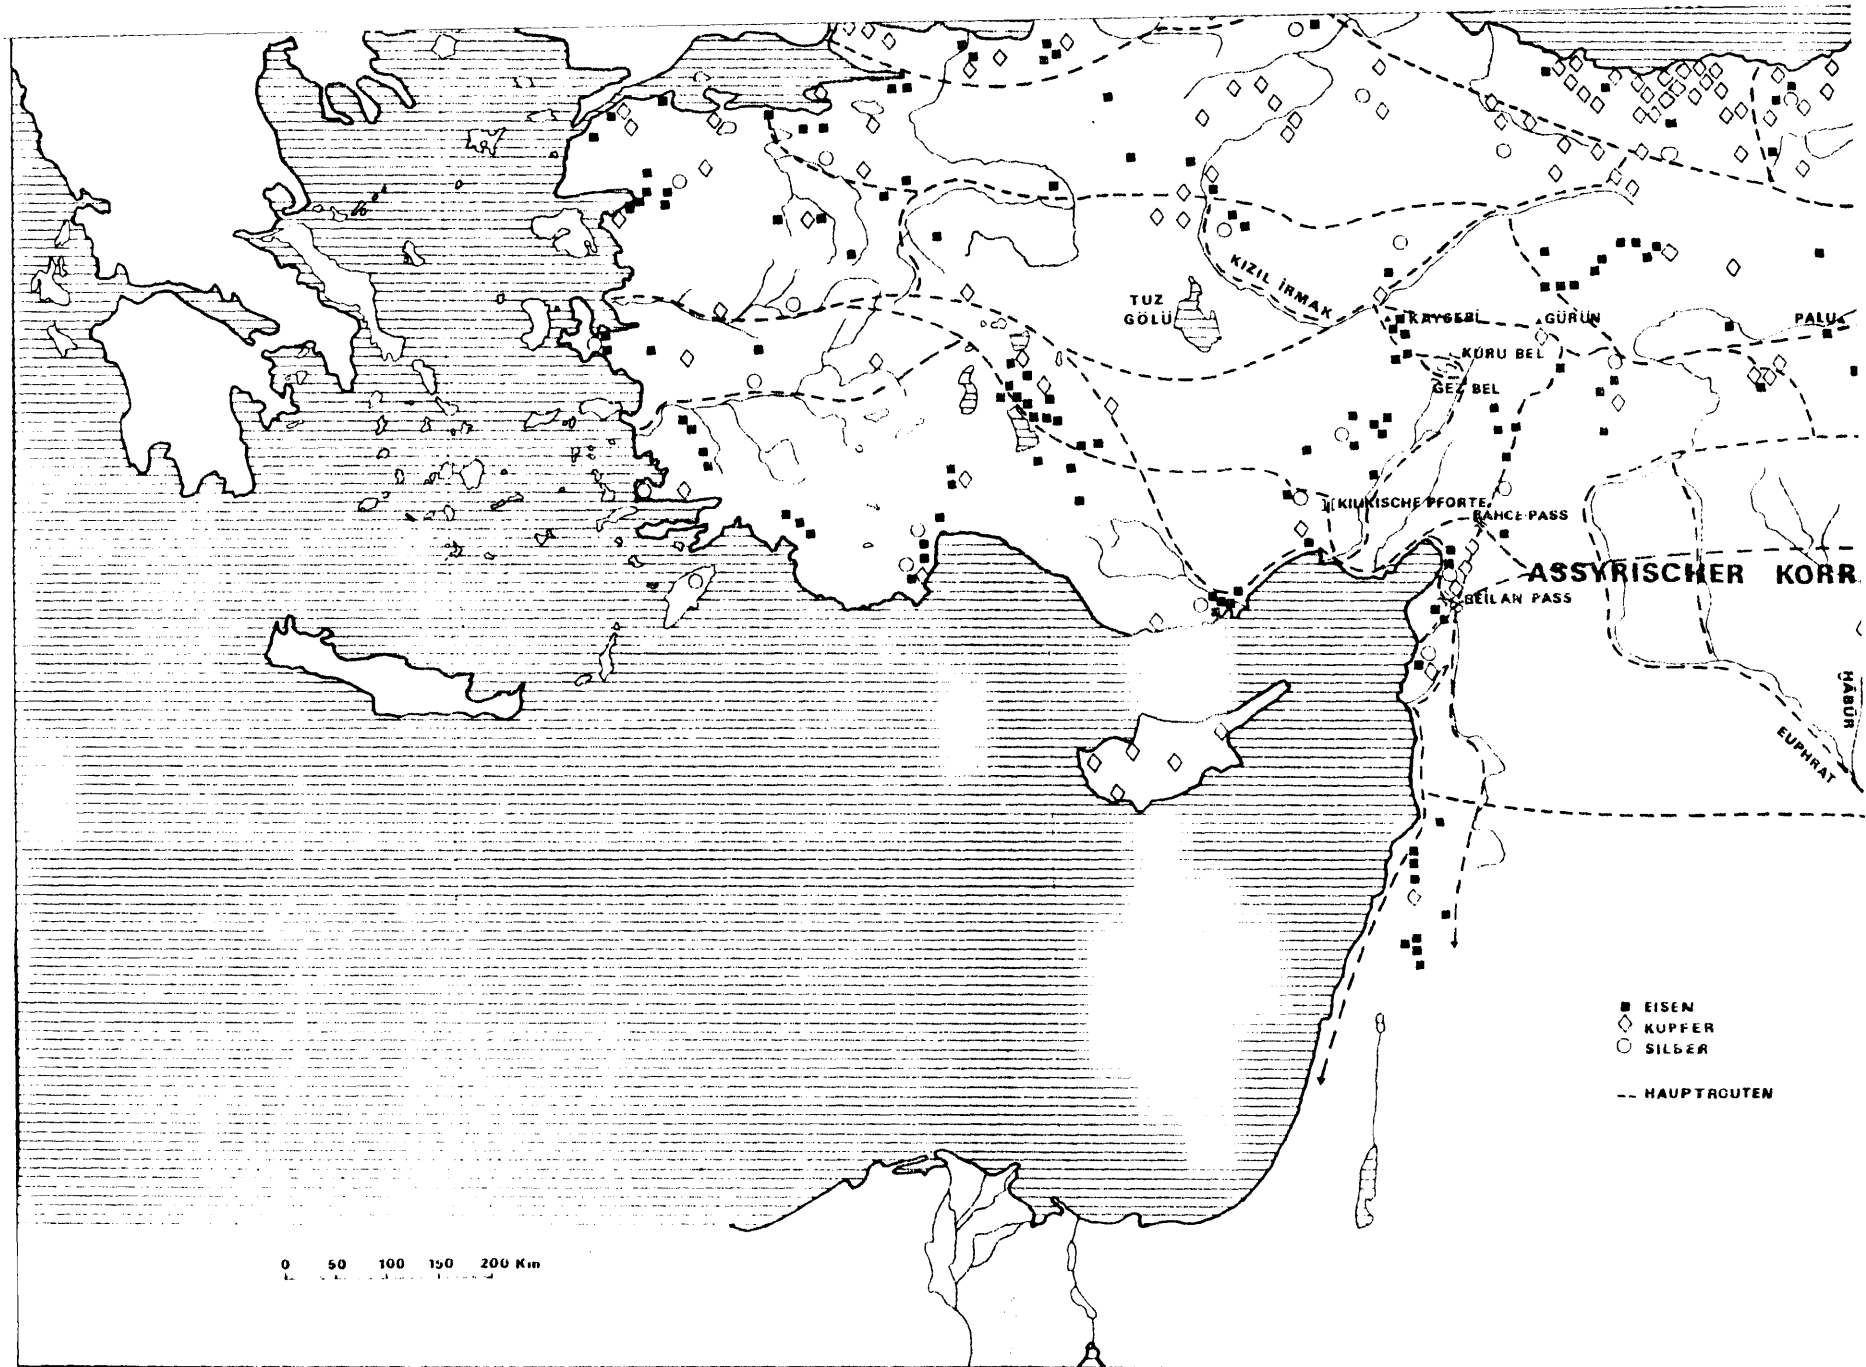 KIZIL İRMAK
TUZ
GÖLÜ
KAYSERİ
GÜRÜN
PALU
KURU BEL
GEZ BEL
KILIKISCHE PFORTE
BAHCE PASS
ASSYRISCHER KORR
BEILAN PASS
HABUR
EUPHRAT
EISEN
KUPFER
SILBER
-- HAUPTROUTEN
0 50 100 150 200 Km